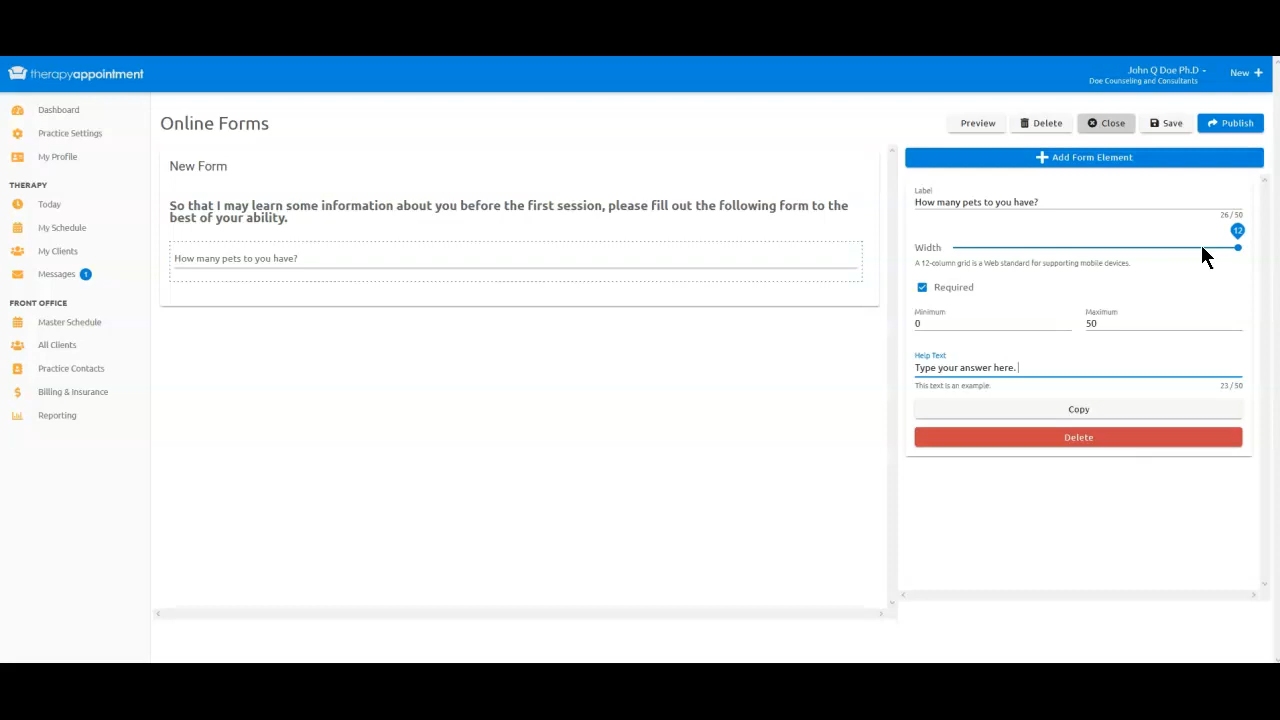 therapyappointment
John Q Doe Ph.D
Doe Counseling and Consultants
New
Dashboard
Practice Settings
My Profile
THERAPY
Today
My Schedule
My Clients
Messages 1
FRONT OFFICE
Master Schedule
All Clients
Practice Contacts
Billing & Insurance
Reporting
Online Forms
Preview
Delete
Close
Save
Publish
New Form
So that I may learn some information about you before the first session, please fill out the following form to the
best of your ability.
How many pets to you have?
Add Form Element
Label
How many pets to you have?
26 / 50
12
Width
A 12-column grid is a Web standard for supporting mobile devices.
Required
Minimum
0
Maximum
50
Help Text
Type your answer here.
This text is an example.
23 / 50
Copy
Delete